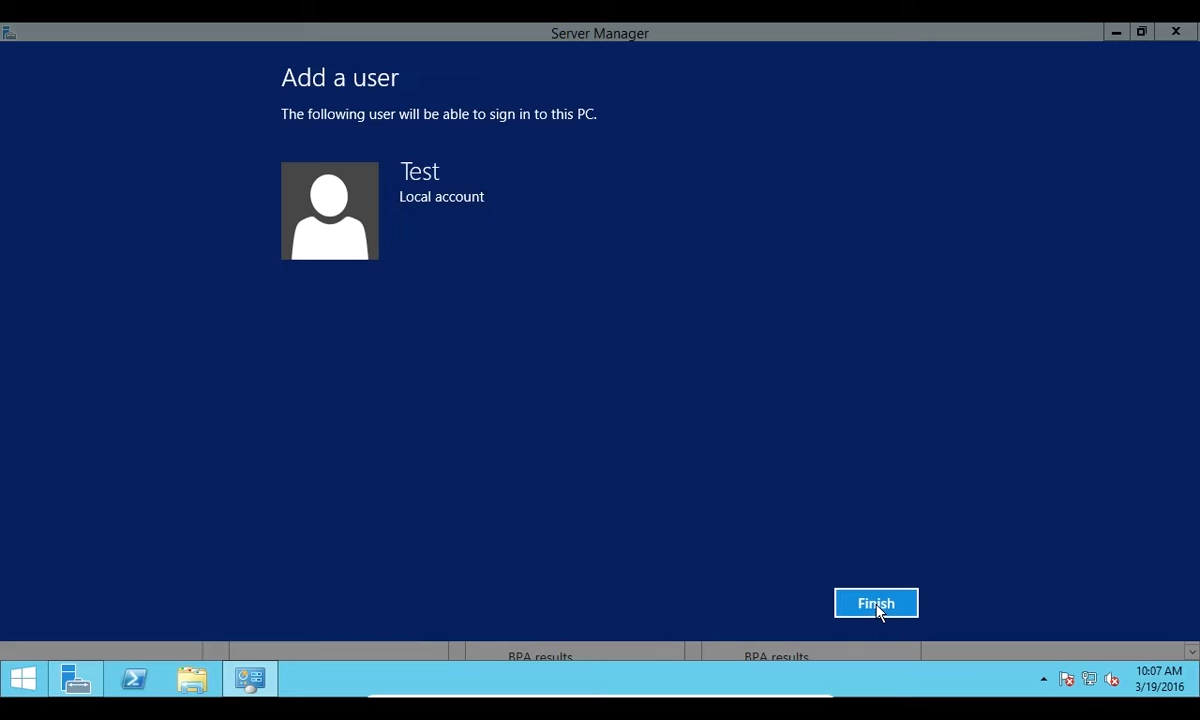 Server Manager
Add a user
The following user will be able to sign in to this PC.
Test
Local account
Finish
BPA results
BPA results
10:07 AM
3/19/2016